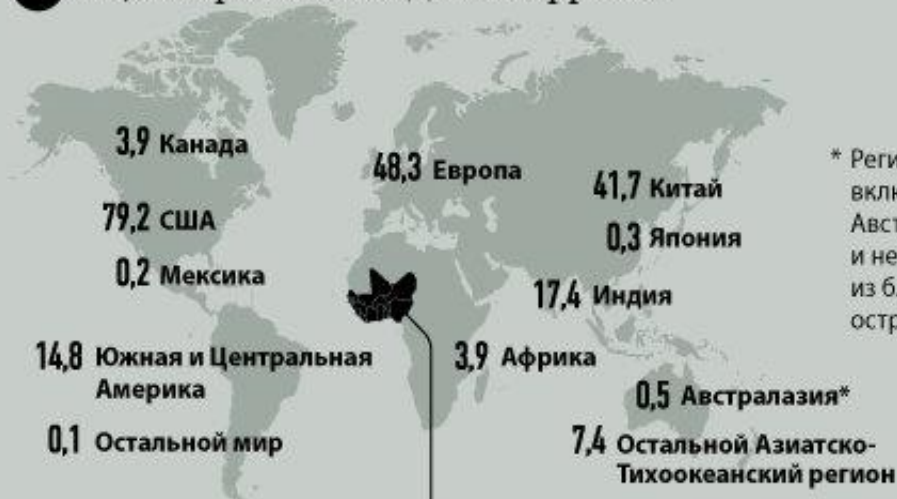 3,9 Канада
48,3 Европа
41,7 Китай
79,2 США
0,3 Япония
0,2 Мексика
17,4 Индия
14,8 Южная и Центральная
Америка
3,9 Африка
0,5 Австралазия*
0,1 Остальной мир
7,4 Остальной Азиатско-
Тихоокеанский регион
*
и не
из